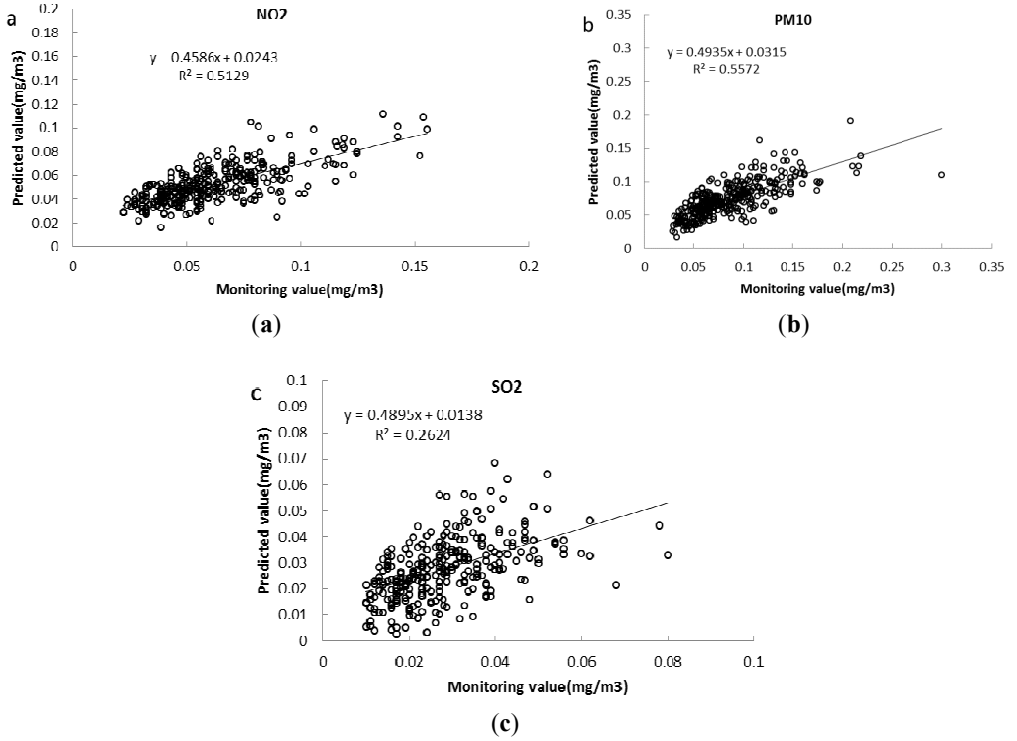 a
NO2
0.2
0.18
0.16
0.14
0.12
0.1
0.08
0.06
0.04
0.02
0
y 0.4586x + 0.0243
R² = 0.5129
Predicted value(mg/m3)
0
0.05
0.1
0.15
0.2
Monitoring value(mg/m3)
(a)
b
PM10
0.35
0.3
0.25
0.2
0.15
0.1
0.05
0
y = 0.4935x + 0.0315
R² = 0.5572
Predicted value(mg/m3)
0
0.05
0.1
0.15
0.2
0.25
0.3
0.35
Monitoring value(mg/m3)
(b)
c
SO2
0.1
0.09
0.08
0.07
0.06
0.05
0.04
0.03
0.02
0.01
0
y = 0.4895x + 0.0138
R² = 0.2624
Predicted value(mg/m3)
0
0.02
0.04
0.06
0.08
0.1
Monitoring value(mg/m3)
(c)